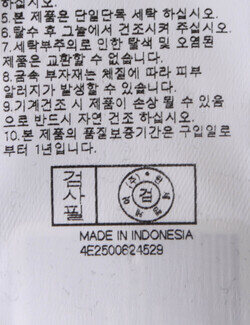 하십시오.
5.본 제품은 단일단독 세탁 하십시오.
6.탈수 후 그늘에서 건조시켜 주십시오.
7.세탁부주의로 인한 탈색 및 오염된
제품은 교환할 수 없습니다.
8.금속 부자재는 체질에 따라 피부
알러지가 발생할 수 있습니다.
9.기계건조 시 제품이 손상 될 수 있음
으로 반드시 자연 건조 하십시오.
10.본 제품의 품질보증기간은 구입일로
부터 1년입니다.
검사필
(주)
검
MADE IN INDONESIA
4E2500624529